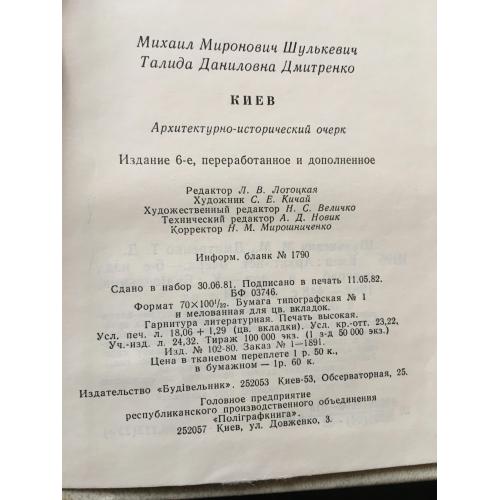 Михаил Миронович Шулькевич
Талида Даниловна Дмитренко
КИЕВ
Архитектурно-исторический очерк
Издание 6-е, переработанное и дополненное
Редактор Л. В. Логоцкая
Художник С. Е. Кичай
Художественный редактор Н. С. Величко
Технический редактор А. Д. Новик
Корректор Н. М. Мирошниченко
Информ. бланк № 1790
Сдано в набор 30.06.81. Подписано в печать 11.05.82.
БФ 03746.
Формат 70×100¹/₃₂. Бумага типографская № 1
и мелованная для цв. вкладок.
Гарнитура литературная. Печать высокая.
Усл. печ. л. 18,06 + 1,29 (цв. вкладки). Усл. кр.-отт. 23,22,
Уч.-изд. л. 24,32. Тираж 100 000 экз. (1 з-д 50 000 экз.)
Изд. № 102-80. Заказ № 1—1891.
Цена в тканевом переплете 1 р. 50 к.,
в бумажном — 1 р. 60 к.
Издательство «Будівельник». 252053 Киев-53, Обсерваторная, 25.
Головное предприятие
республиканского производственного объединения
«Поліграфкнига».
252057 Киев, ул. Довженко, 3.